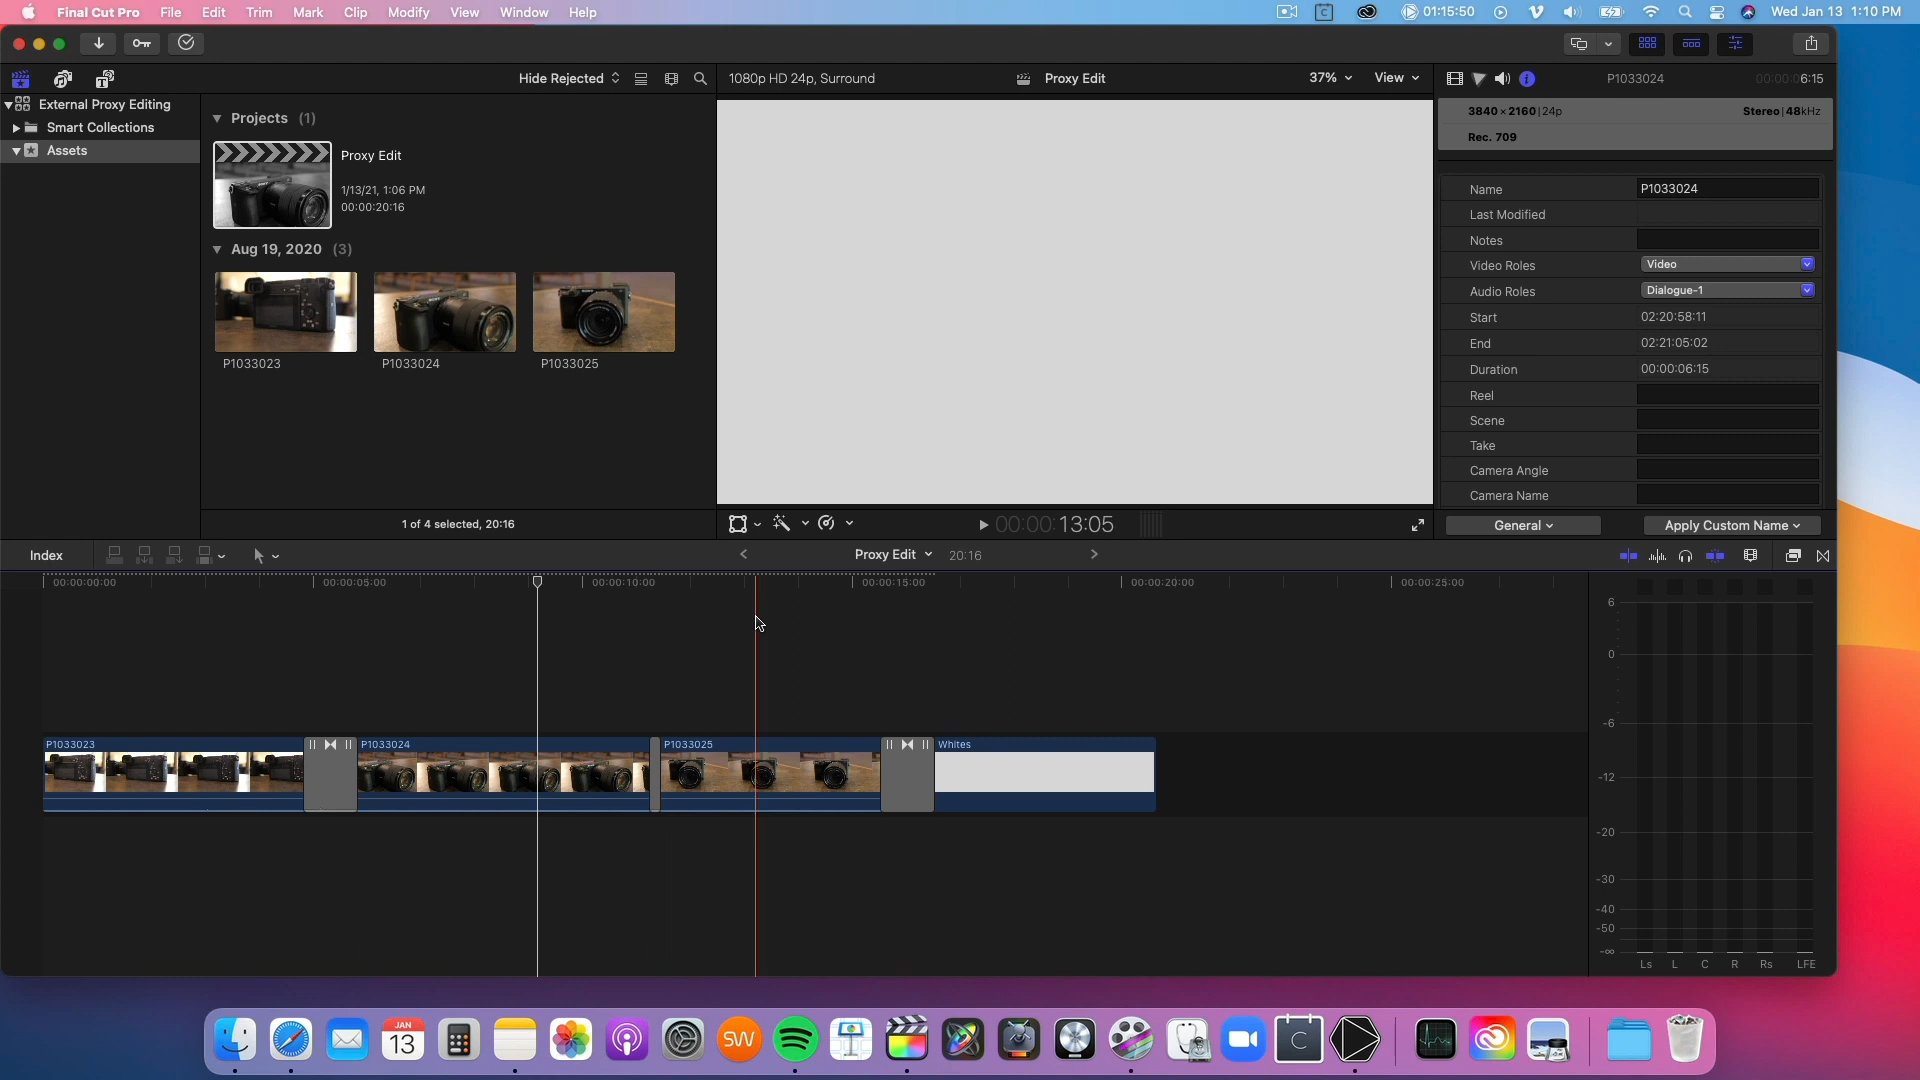 Final Cut Pro File Edit Trim Mark Clip Modify View Window Help
01:15:50 Wed Jan 13 1:10 PM
Hide Rejected
1080p HD 24p, Surround
Proxy Edit
37%
View
P1033024
00:00:06:15
External Proxy Editing
Smart Collections
Assets
Projects (1)
Proxy Edit
1/13/21, 1:06 PM
00:00:20:16
Aug 19, 2020 (3)
P1033023 P1033024 P1033025
1 of 4 selected, 20:16
00:00:13:05
3840 × 2160 | 24p
Stereo | 48kHz
Rec. 709
Name P1033024
Last Modified
Notes
Video Roles Video
Audio Roles Dialogue-1
Start 02:20:58:11
End 02:21:05:02
Duration 00:00:06:15
Reel
Scene
Take
Camera Angle
Camera Name
General
Apply Custom Name
Index
Proxy Edit 20:16
00:00:00:00 00:00:05:00 00:00:10:00 00:00:15:00 00:00:20:00 00:00:25:00
P1033023 P1033024 P1033025 Whites
6
0
-6
-12
-20
-30
-40
-50
-∞
Ls L C R Rs LFE
JAN
13
SW
C